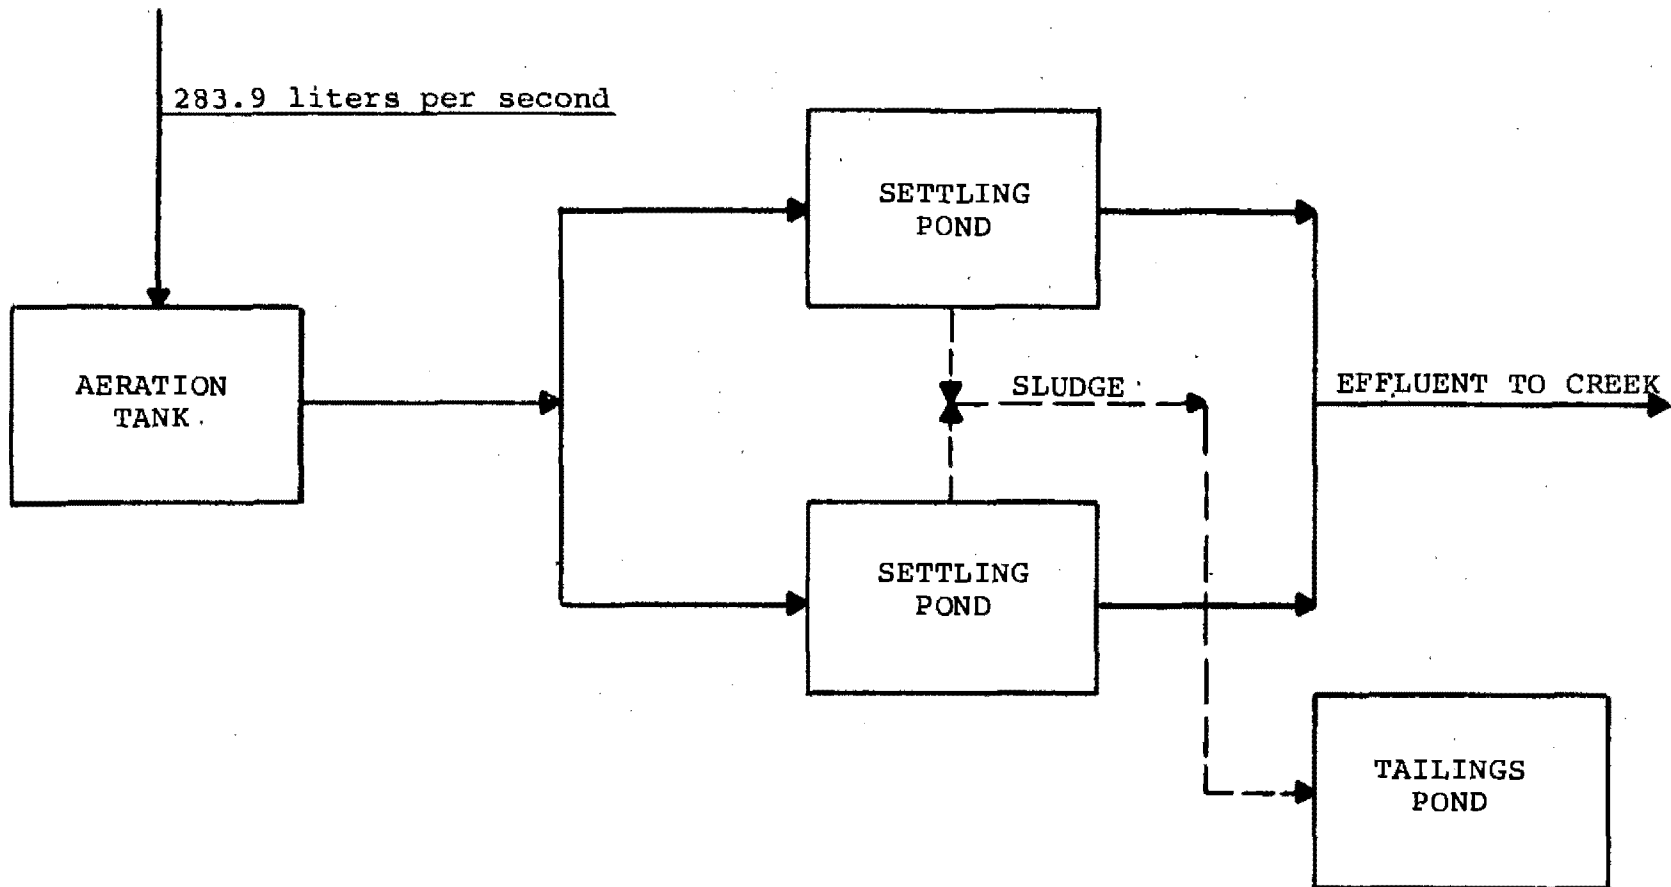 283.9 liters per second
SETTLING
POND
AERATION
TANK
SLUDGE
EFFLUENT TO CREEK
SETTLING
POND
TAILINGS
POND